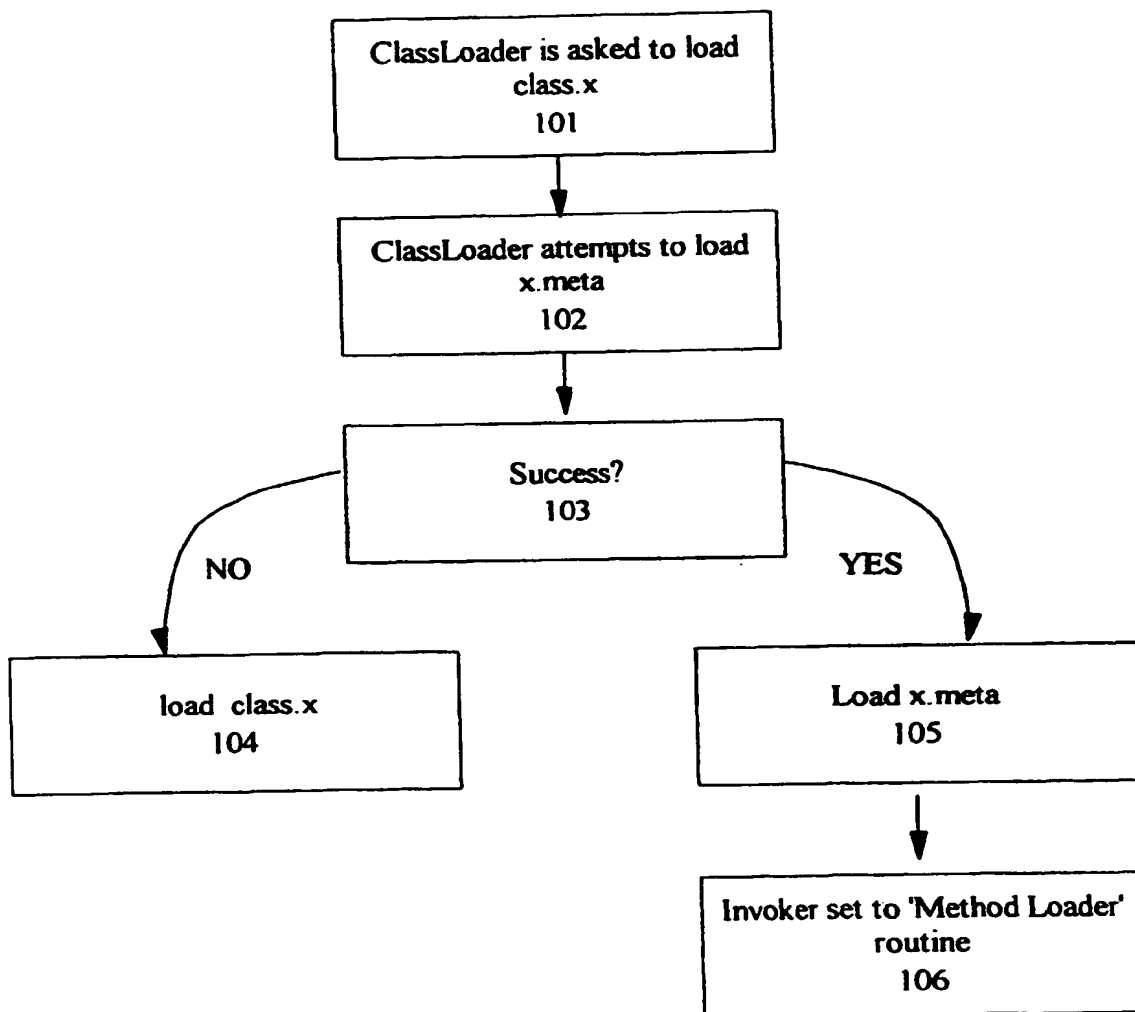 ClassLoader is asked to load
class.x
101
ClassLoader attempts to load
x.meta
102
Success?
103
NO
YES
load class.x
104
Load x.meta
105
Invoker set to 'Method Loader'
routine
106